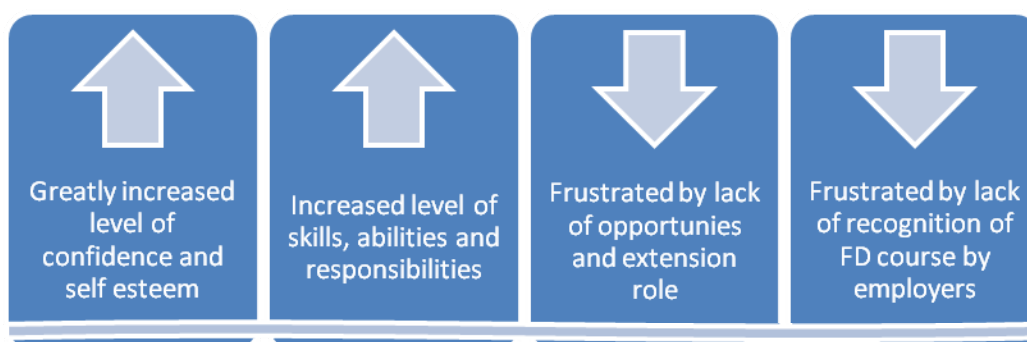 Greatly increased
level of
confidence and
self esteem
Increased level of
skills, abilities and
responsibilities
Frustrated by lack
of opportunies
and extension
role
Frustrated by lack
of recognition of
FD course by
employers